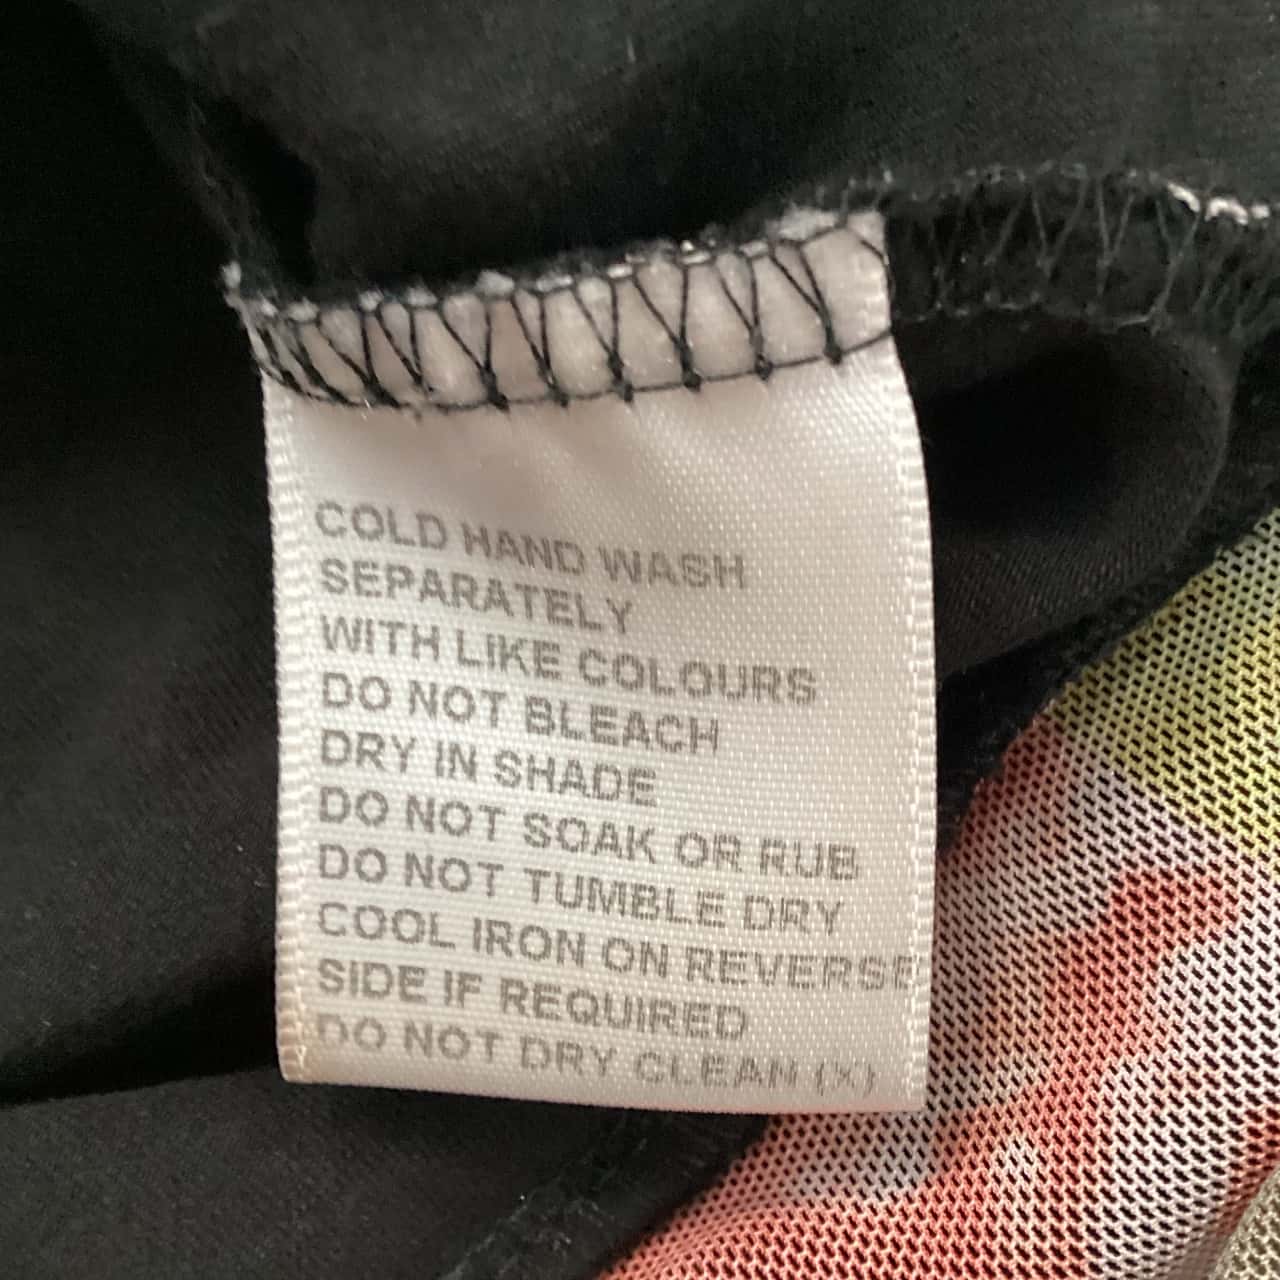 COLD HAND WASH
SEPARATELY
WITH LIKE COLOURS
DO NOT BLEACH
DRY IN SHADE
DO NOT SOAK OR RUB
DO NOT TUMBLE DRY
COOL IRON ON REVERSE
SIDE IF REQUIRED
DO NOT DRY CLEAN (X)